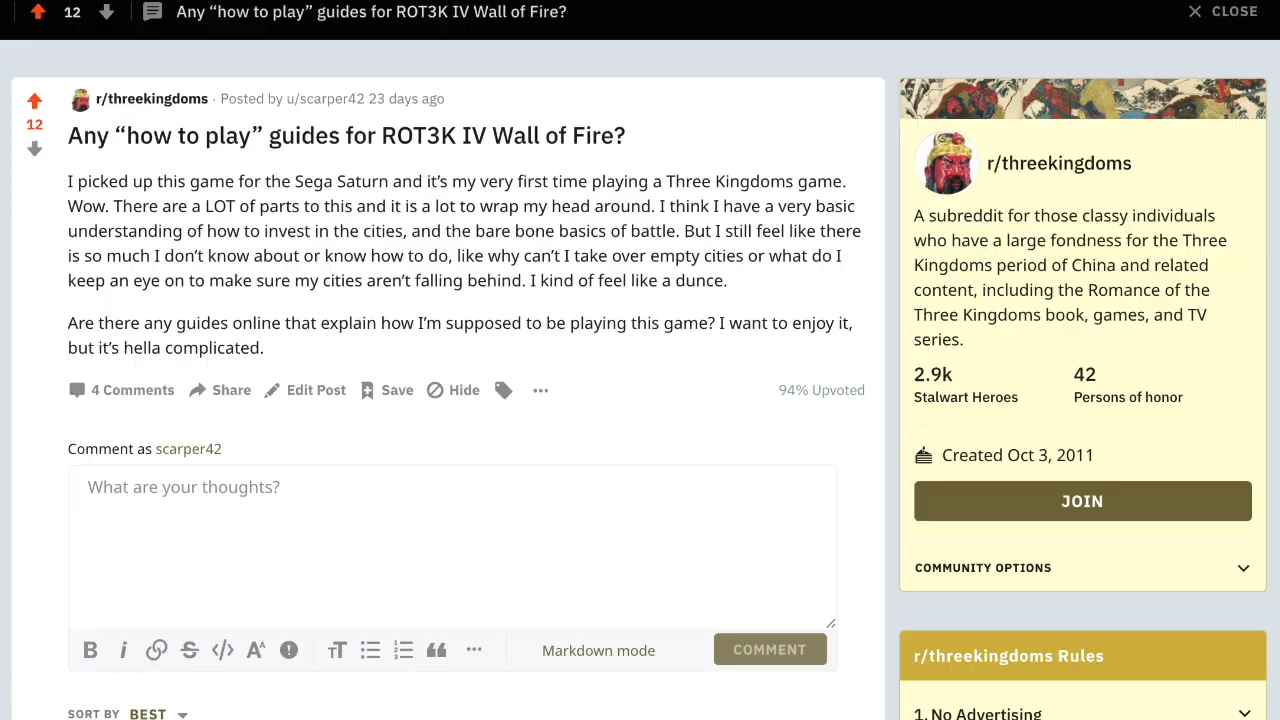 12 Any “how to play” guides for ROT3K IV Wall of Fire? CLOSE
r/threekingdoms · Posted by u/scarper42 23 days ago
12
Any “how to play” guides for ROT3K IV Wall of Fire?
I picked up this game for the Sega Saturn and it’s my very first time playing a Three Kingdoms game.
Wow. There are a LOT of parts to this and it is a lot to wrap my head around. I think I have a very basic
understanding of how to invest in the cities, and the bare bone basics of battle. But I still feel like there
is so much I don’t know about or know how to do, like why can’t I take over empty cities or what do I
keep an eye on to make sure my cities aren’t falling behind. I kind of feel like a dunce.
Are there any guides online that explain how I’m supposed to be playing this game? I want to enjoy it,
but it’s hella complicated.
4 Comments Share Edit Post Save Hide 94% Upvoted
Comment as scarper42
What are your thoughts?
Markdown mode COMMENT
SORT BY BEST
r/threekingdoms
A subreddit for those classy individuals
who have a large fondness for the Three
Kingdoms period of China and related
content, including the Romance of the
Three Kingdoms book, games, and TV
series.
2.9k 42
Stalwart Heroes Persons of honor
Created Oct 3, 2011
JOIN
COMMUNITY OPTIONS
r/threekingdoms Rules
1. No Advertising